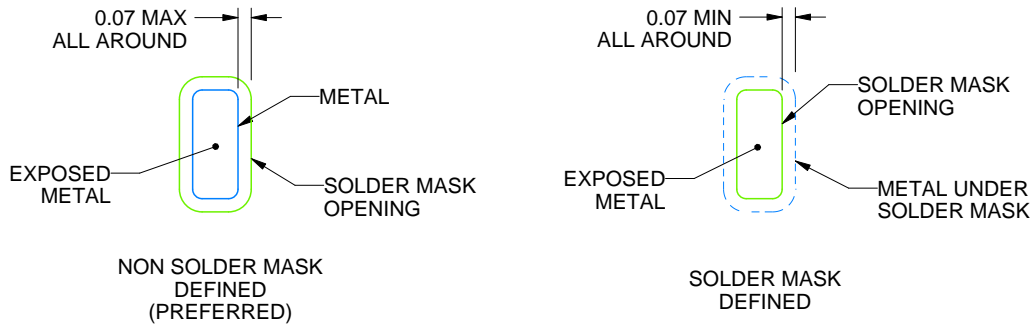 0.07 MAX
ALL AROUND
METAL
EXPOSED
METAL
SOLDER MASK
OPENING
NON SOLDER MASK
DEFINED
(PREFERRED)
0.07 MIN
ALL AROUND
SOLDER MASK
OPENING
EXPOSED
METAL
METAL UNDER
SOLDER MASK
SOLDER MASK
DEFINED